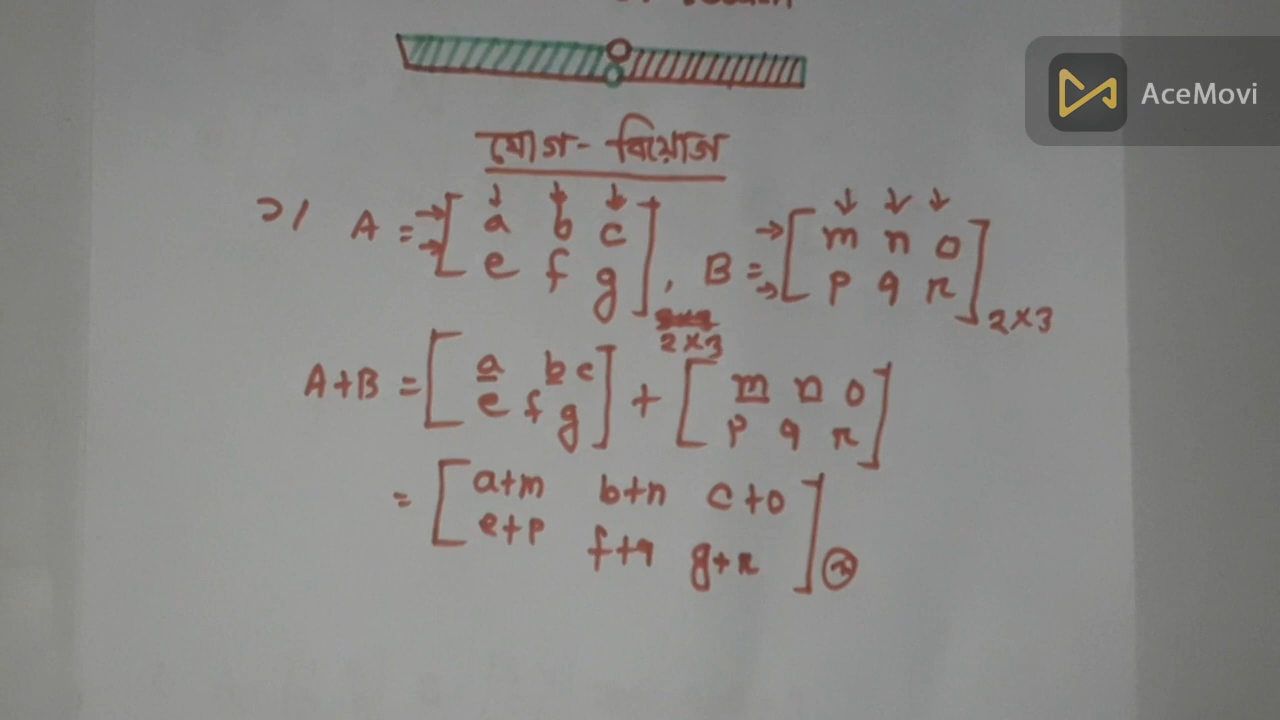 AceMovi
যোগ-বিয়োগ
১। A = [a b c
e f g]2×3, B = [m n o
p q r]2×3
A+B = [a b c
e f g] + [m n o
p q r]
= [a+m b+n c+o
e+p f+q g+r]